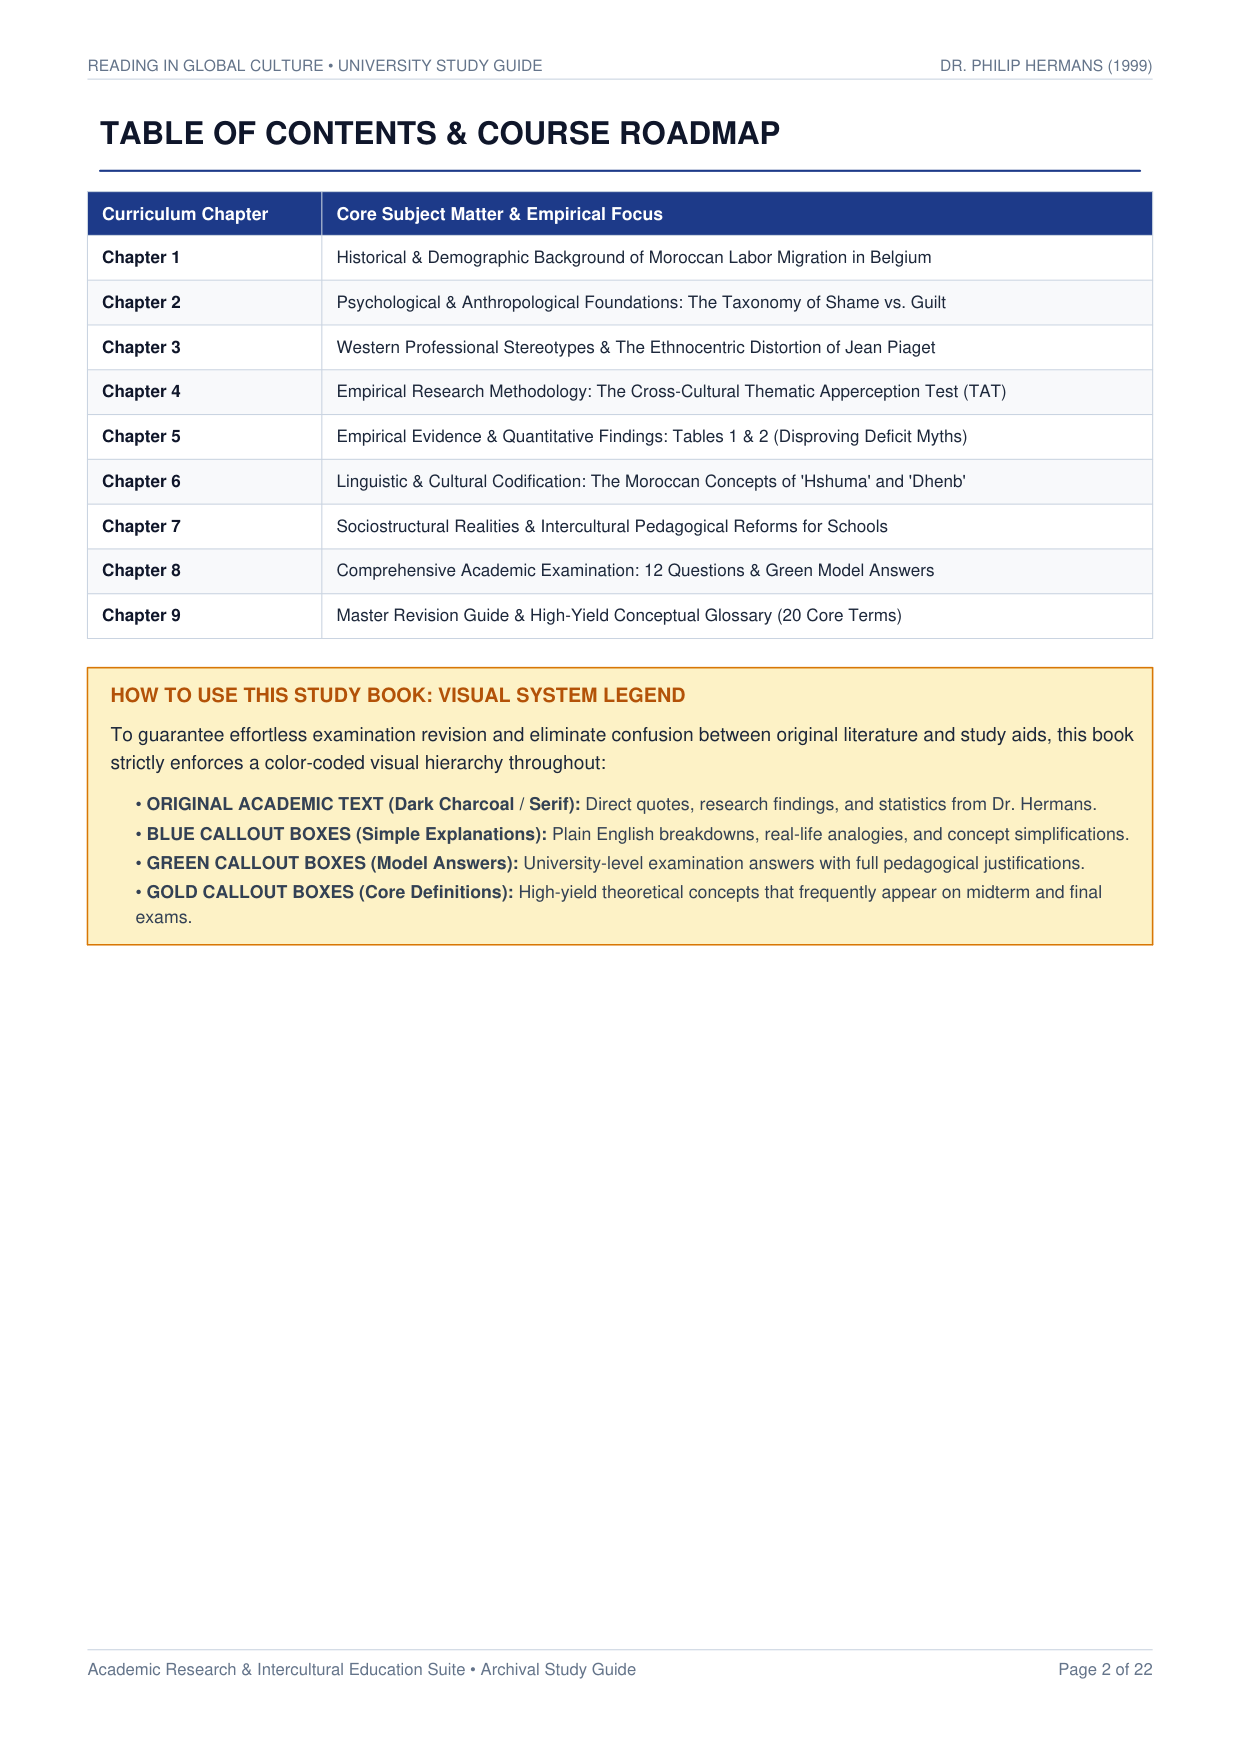 READING IN GLOBAL CULTURE • UNIVERSITY STUDY GUIDE
DR. PHILIP HERMANS (1999)
TABLE OF CONTENTS & COURSE ROADMAP
Curriculum Chapter
Core Subject Matter & Empirical Focus
Chapter 1
Historical & Demographic Background of Moroccan Labor Migration in Belgium
Chapter 2
Psychological & Anthropological Foundations: The Taxonomy of Shame vs. Guilt
Chapter 3
Western Professional Stereotypes & The Ethnocentric Distortion of Jean Piaget
Chapter 4
Empirical Research Methodology: The Cross-Cultural Thematic Apperception Test (TAT)
Chapter 5
Empirical Evidence & Quantitative Findings: Tables 1 & 2 (Disproving Deficit Myths)
Chapter 6
Linguistic & Cultural Codification: The Moroccan Concepts of 'Hshuma' and 'Dhenb'
Chapter 7
Sociostructural Realities & Intercultural Pedagogical Reforms for Schools
Chapter 8
Comprehensive Academic Examination: 12 Questions & Green Model Answers
Chapter 9
Master Revision Guide & High-Yield Conceptual Glossary (20 Core Terms)
HOW TO USE THIS STUDY BOOK: VISUAL SYSTEM LEGEND
To guarantee effortless examination revision and eliminate confusion between original literature and study aids, this book
strictly enforces a color-coded visual hierarchy throughout:
• ORIGINAL ACADEMIC TEXT (Dark Charcoal / Serif): Direct quotes, research findings, and statistics from Dr. Hermans.
• BLUE CALLOUT BOXES (Simple Explanations): Plain English breakdowns, real-life analogies, and concept simplifications.
• GREEN CALLOUT BOXES (Model Answers): University-level examination answers with full pedagogical justifications.
• GOLD CALLOUT BOXES (Core Definitions): High-yield theoretical concepts that frequently appear on midterm and final
exams.
Academic Research & Intercultural Education Suite • Archival Study Guide
Page 2 of 22